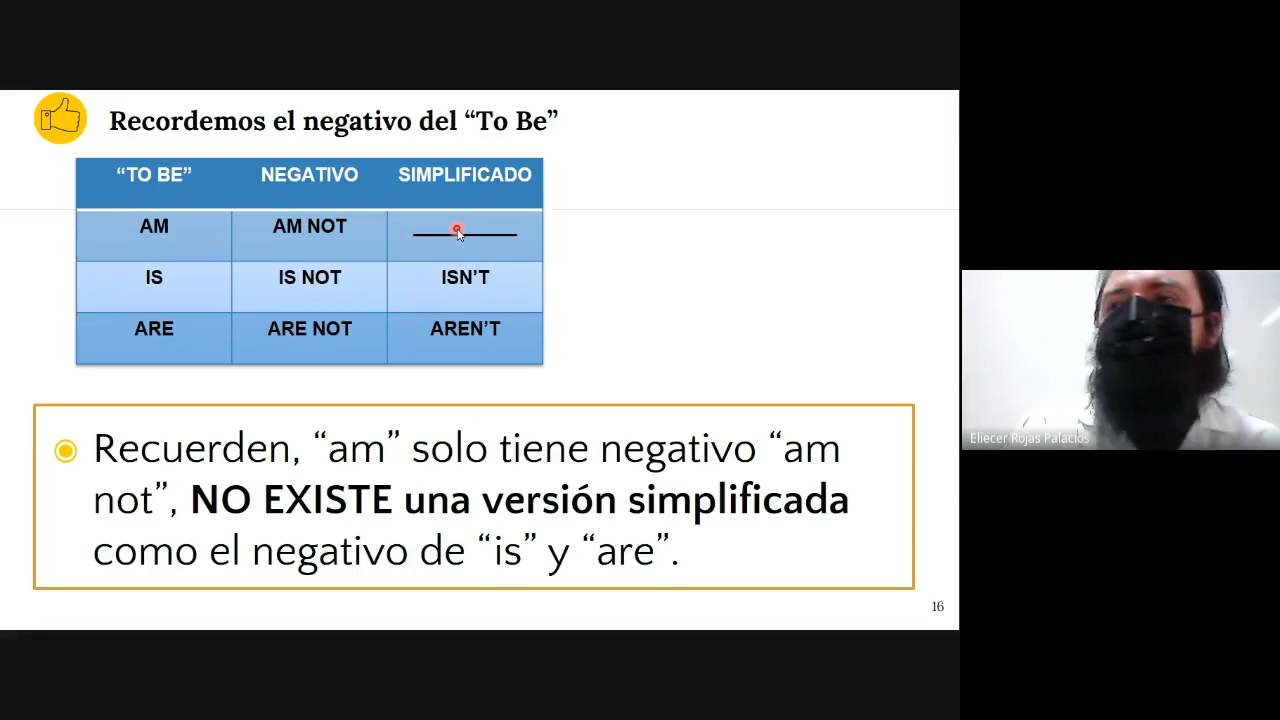 Recordemos el negativo del “To Be”
“TO BE” NEGATIVO SIMPLIFICADO
AM AM NOT
IS IS NOT ISN’T
ARE ARE NOT AREN’T
Recuerden, “am” solo tiene negativo “am
not”, NO EXISTE una versión simplificada
como el negativo de “is” y “are”.
16
Eliecer Rojas Palacios